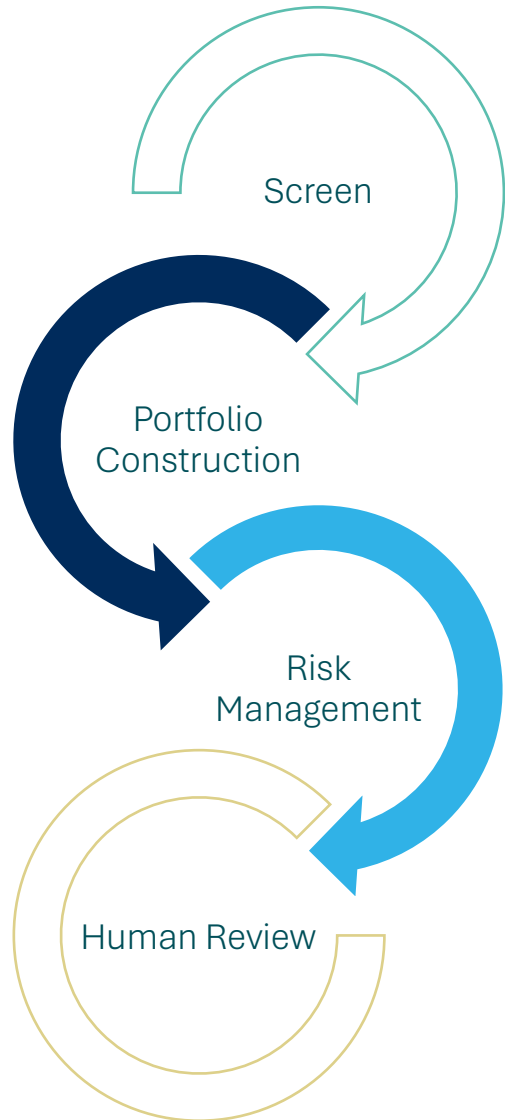 Screen
Portfolio
Construction
Risk
Management
Human Review